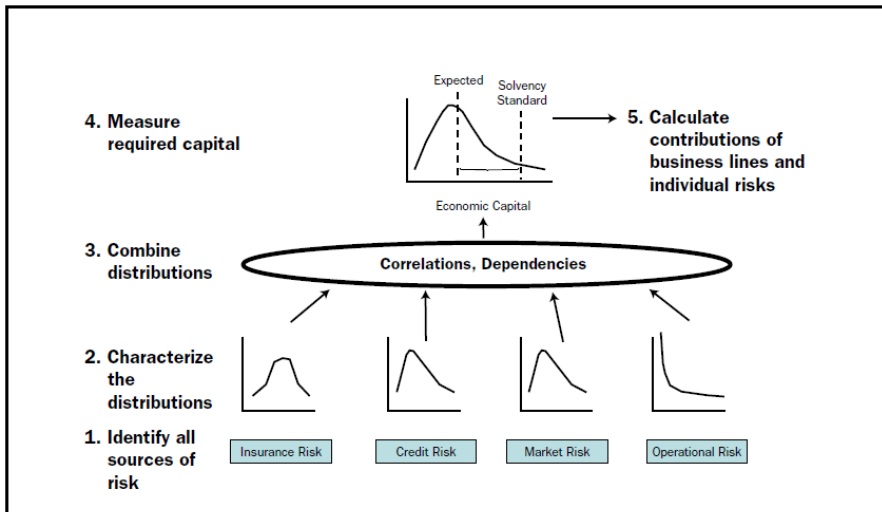 Expected
Solvency
Standard
4. Measure
required capital
5. Calculate
contributions of
business lines and
individual risks
Economic Capital
3. Combine
distributions
Correlations, Dependencies
2. Characterize
the
distributions
1. Identify all
sources of
risk
Insurance Risk
Credit Risk
Market Risk
Operational Risk